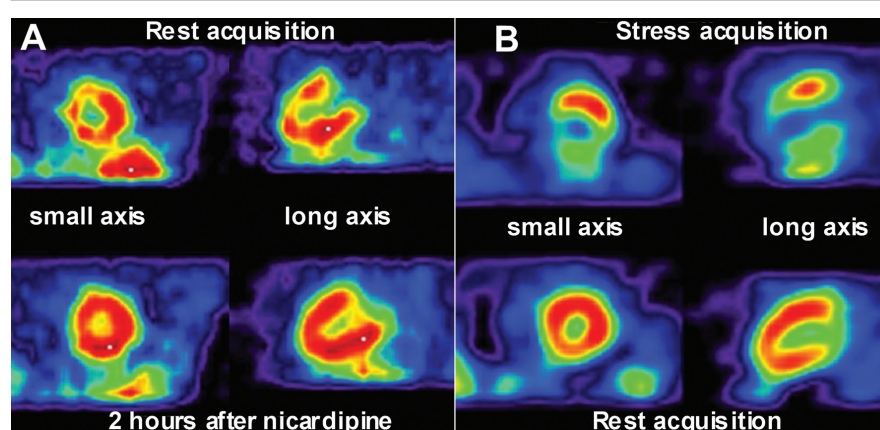 A
Rest acquisition
small axis
long axis
2 hours after nicardipine
B
Stress acquisition
small axis
long axis
Rest acquisition